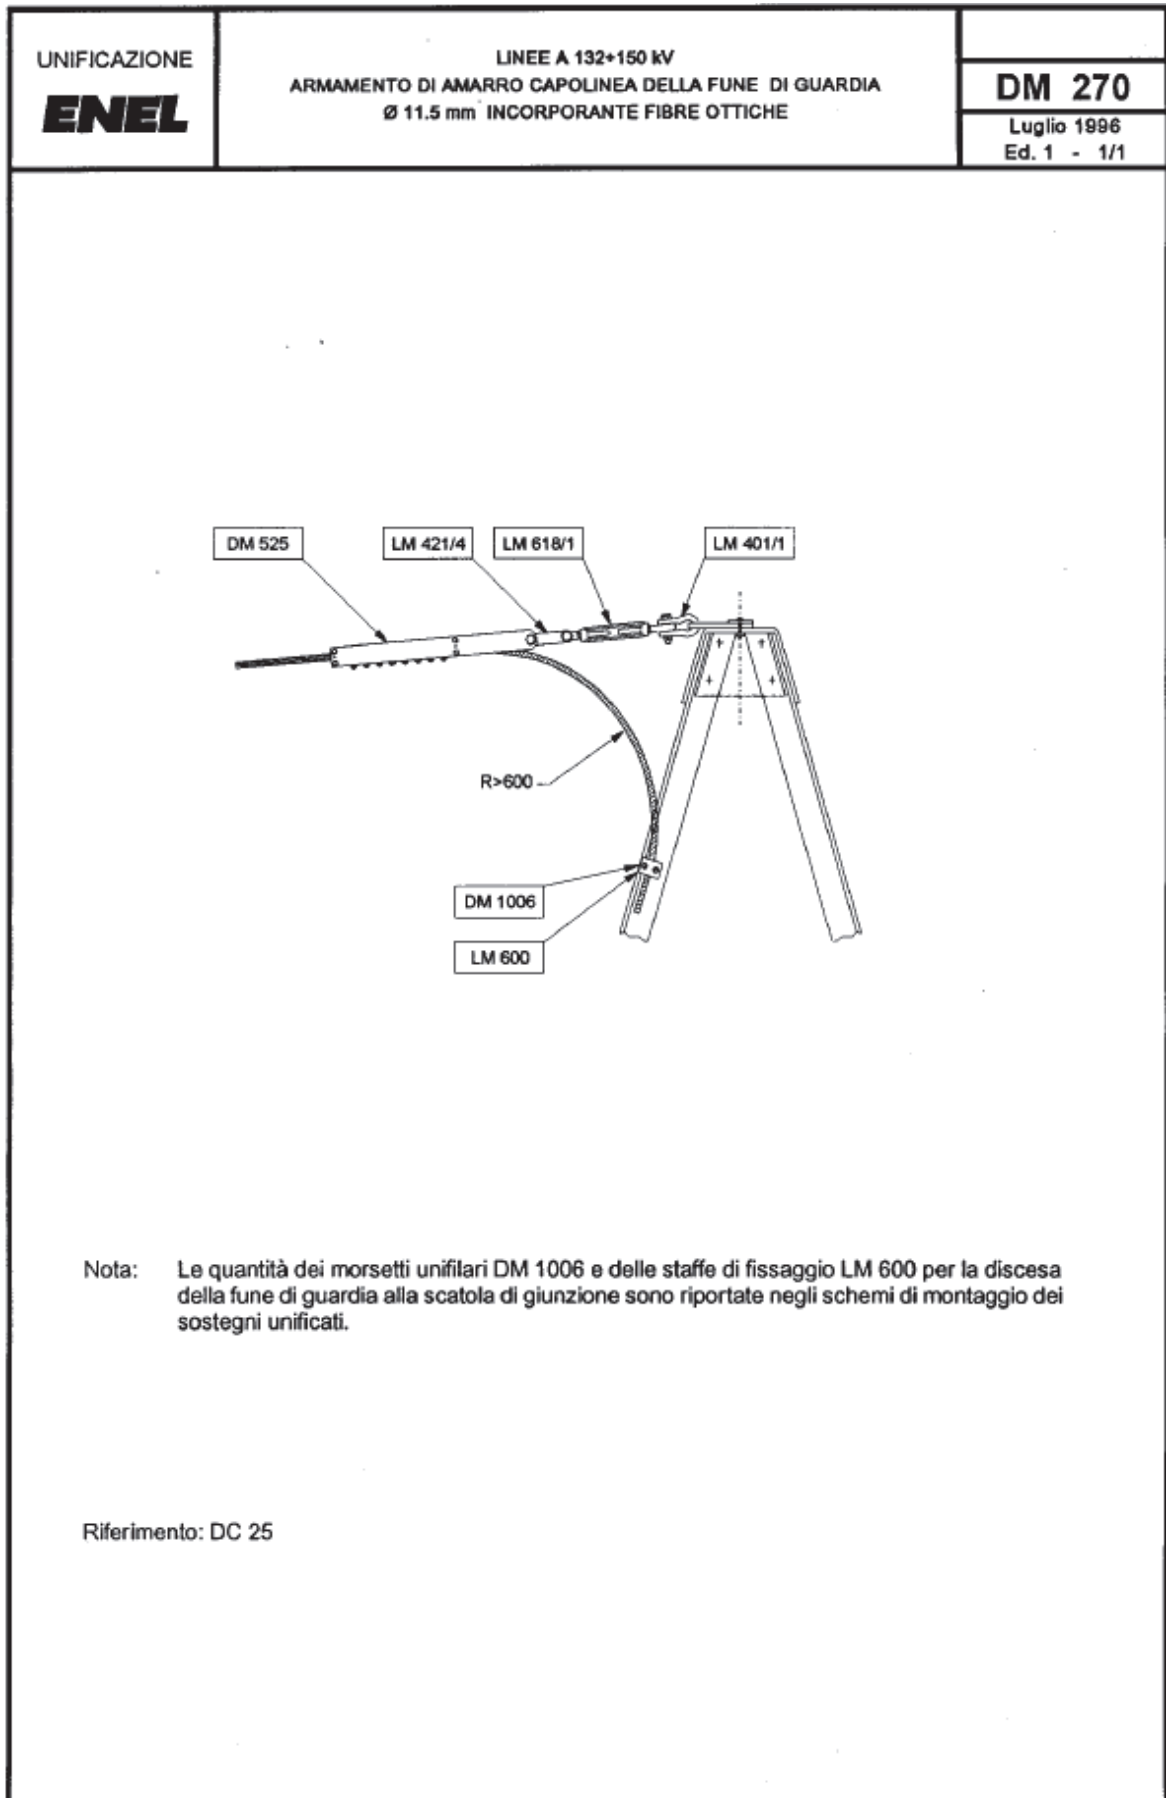 UNIFICAZIONE
ENEL
LINEE A 132÷150 kV
ARMAMENTO DI AMARRO CAPOLINEA DELLA FUNE DI GUARDIA
Ø 11.5 mm INCORPORANTE FIBRE OTTICHE
DM 270
Luglio 1996
Ed. 1 - 1/1
DM 525
LM 421/4
LM 618/1
LM 401/1
R>600
DM 1006
LM 600
Nota: Le quantità dei morsetti unifilari DM 1006 e delle staffe di fissaggio LM 600 per la discesa
della fune di guardia alla scatola di giunzione sono riportate negli schemi di montaggio dei
sostegni unificati.
Riferimento: DC 25